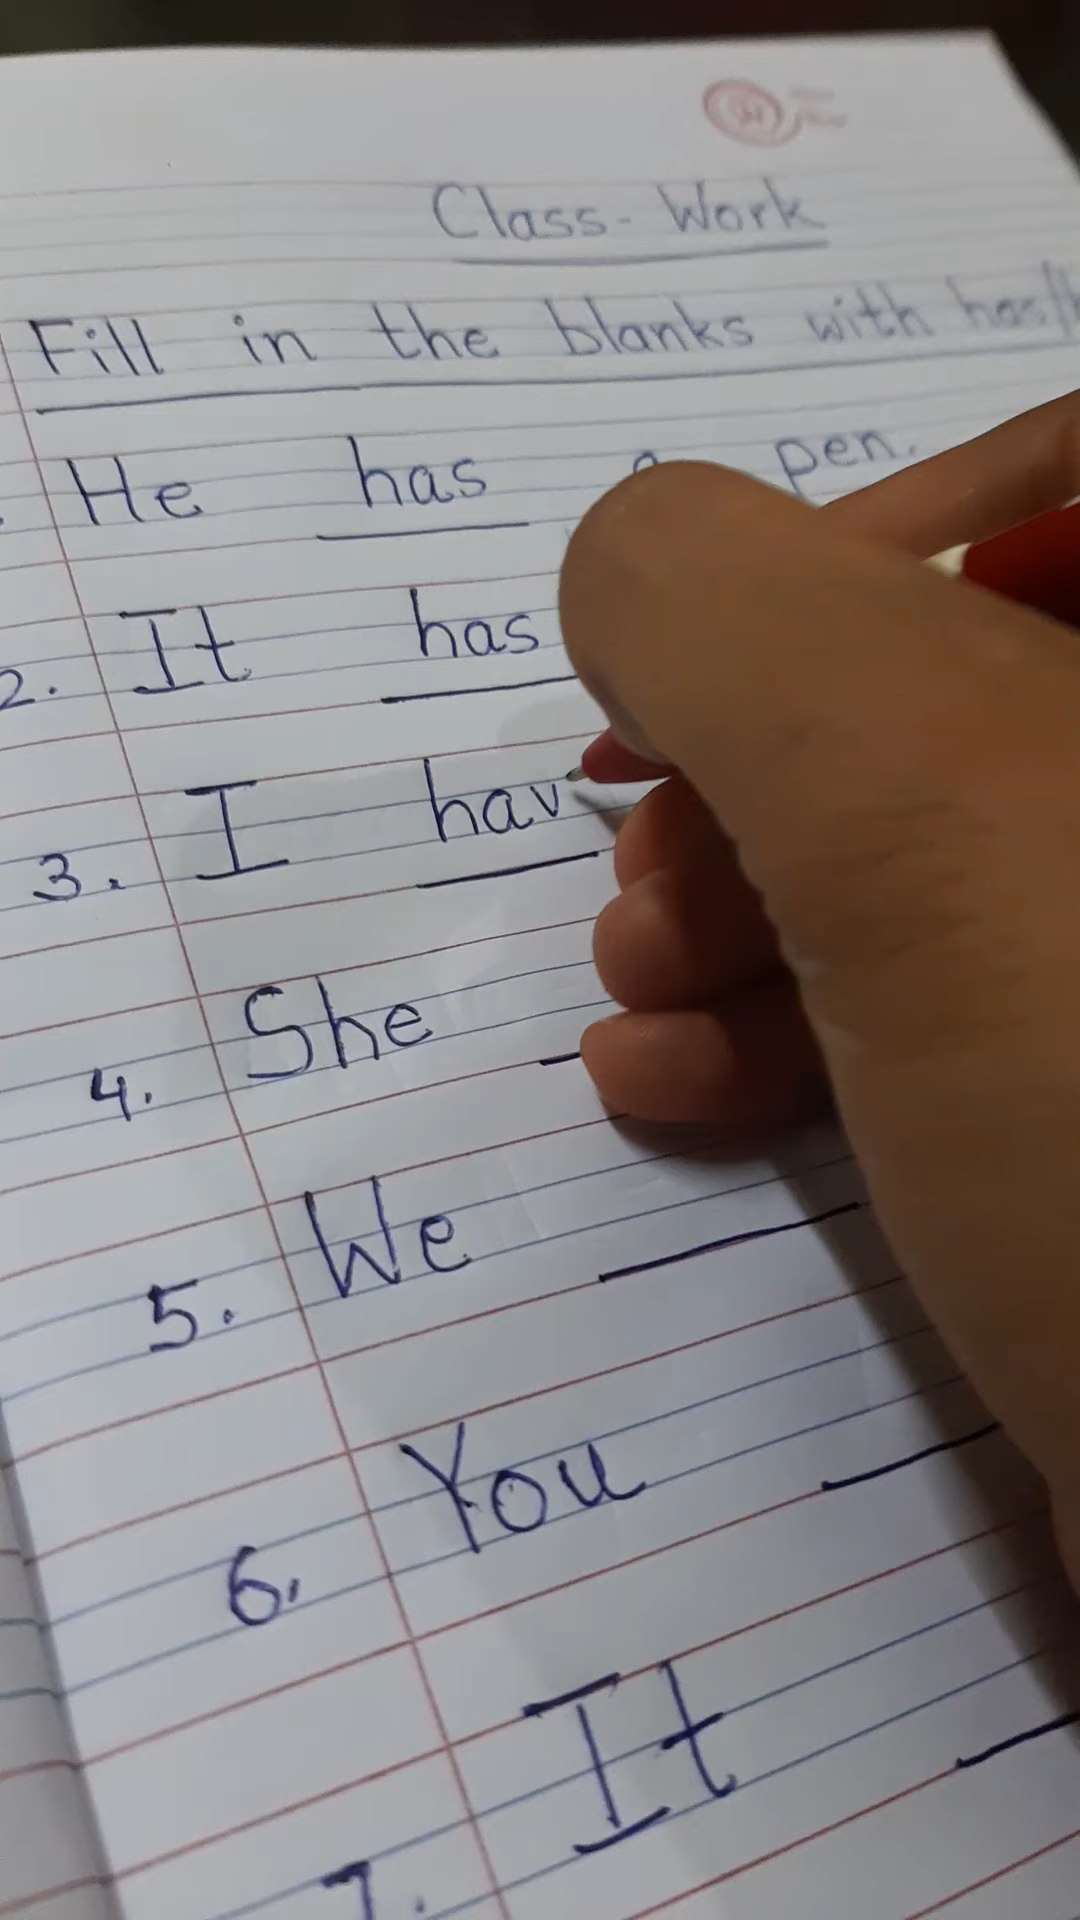 Class-Work
Fill in the blanks with has/
He has a pen.
2. It has
3. I hav
4. She
5. We
6. You
7. It